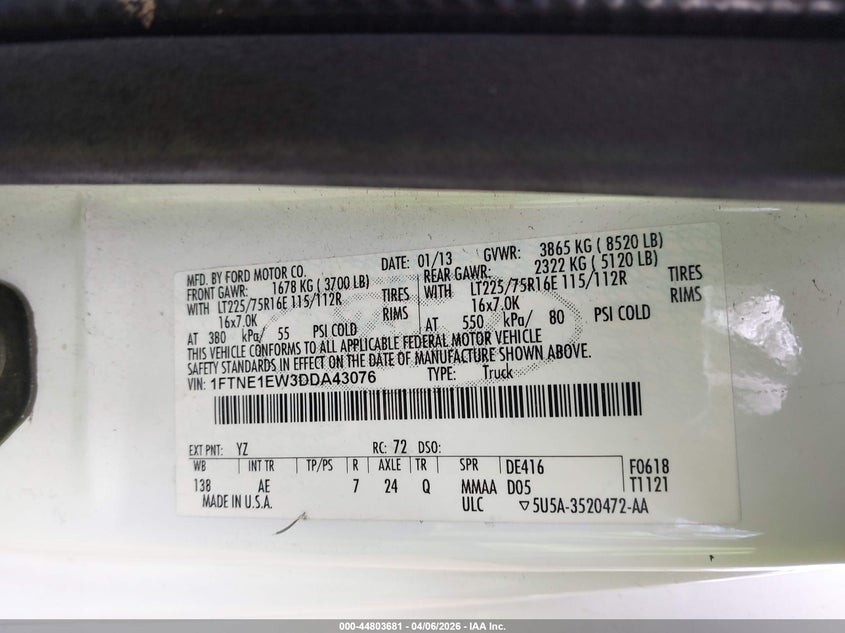 MFD. BY FORD MOTOR CO. DATE: 01/13 GVWR: 3865 KG ( 8520 LB)
FRONT GAWR: 1678 KG ( 3700 LB) REAR GAWR: 2322 KG ( 5120 LB)
WITH LT225/75R16E 115/112R TIRES WITH LT225/75R16E 115/112R TIRES
16x7.0K RIMS 16x7.0K RIMS
AT 380 kPa/ 55 PSI COLD AT 550 kPa/ 80 PSI COLD
THIS VEHICLE CONFORMS TO ALL APPLICABLE FEDERAL MOTOR VEHICLE
SAFETY STANDARDS IN EFFECT ON THE DATE OF MANUFACTURE SHOWN ABOVE.
VIN: 1FTNE1EW3DDA43076 TYPE: Truck
EXT PNT: YZ RC: 72 DSO:
WB INT TR TP/PS R AXLE TR SPR DE416 F0618
138 AE 7 24 Q MMAA D05 T1121
MADE IN U.S.A. ULC ▽5U5A-3520472-AA
000-44803681 - 04/06/2026 - IAA Inc.